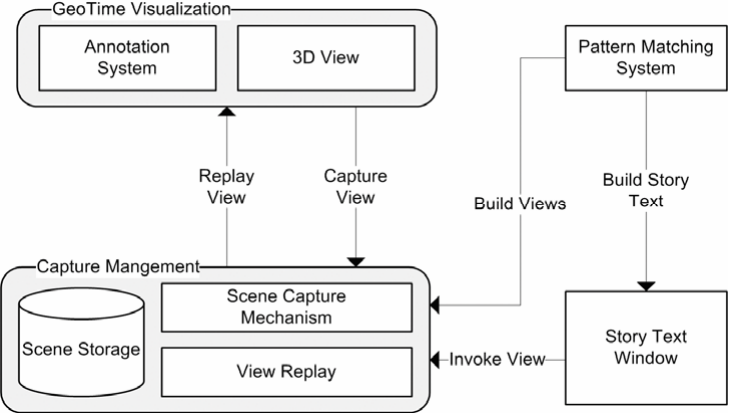 GeoTime Visualization
Annotation
System
3D View
Pattern Matching
System
Replay
View
Capture
View
Build Views
Build Story
Text
Capture Mangement
Scene Storage
Scene Capture
Mechanism
View Replay
Invoke View
Story Text
Window